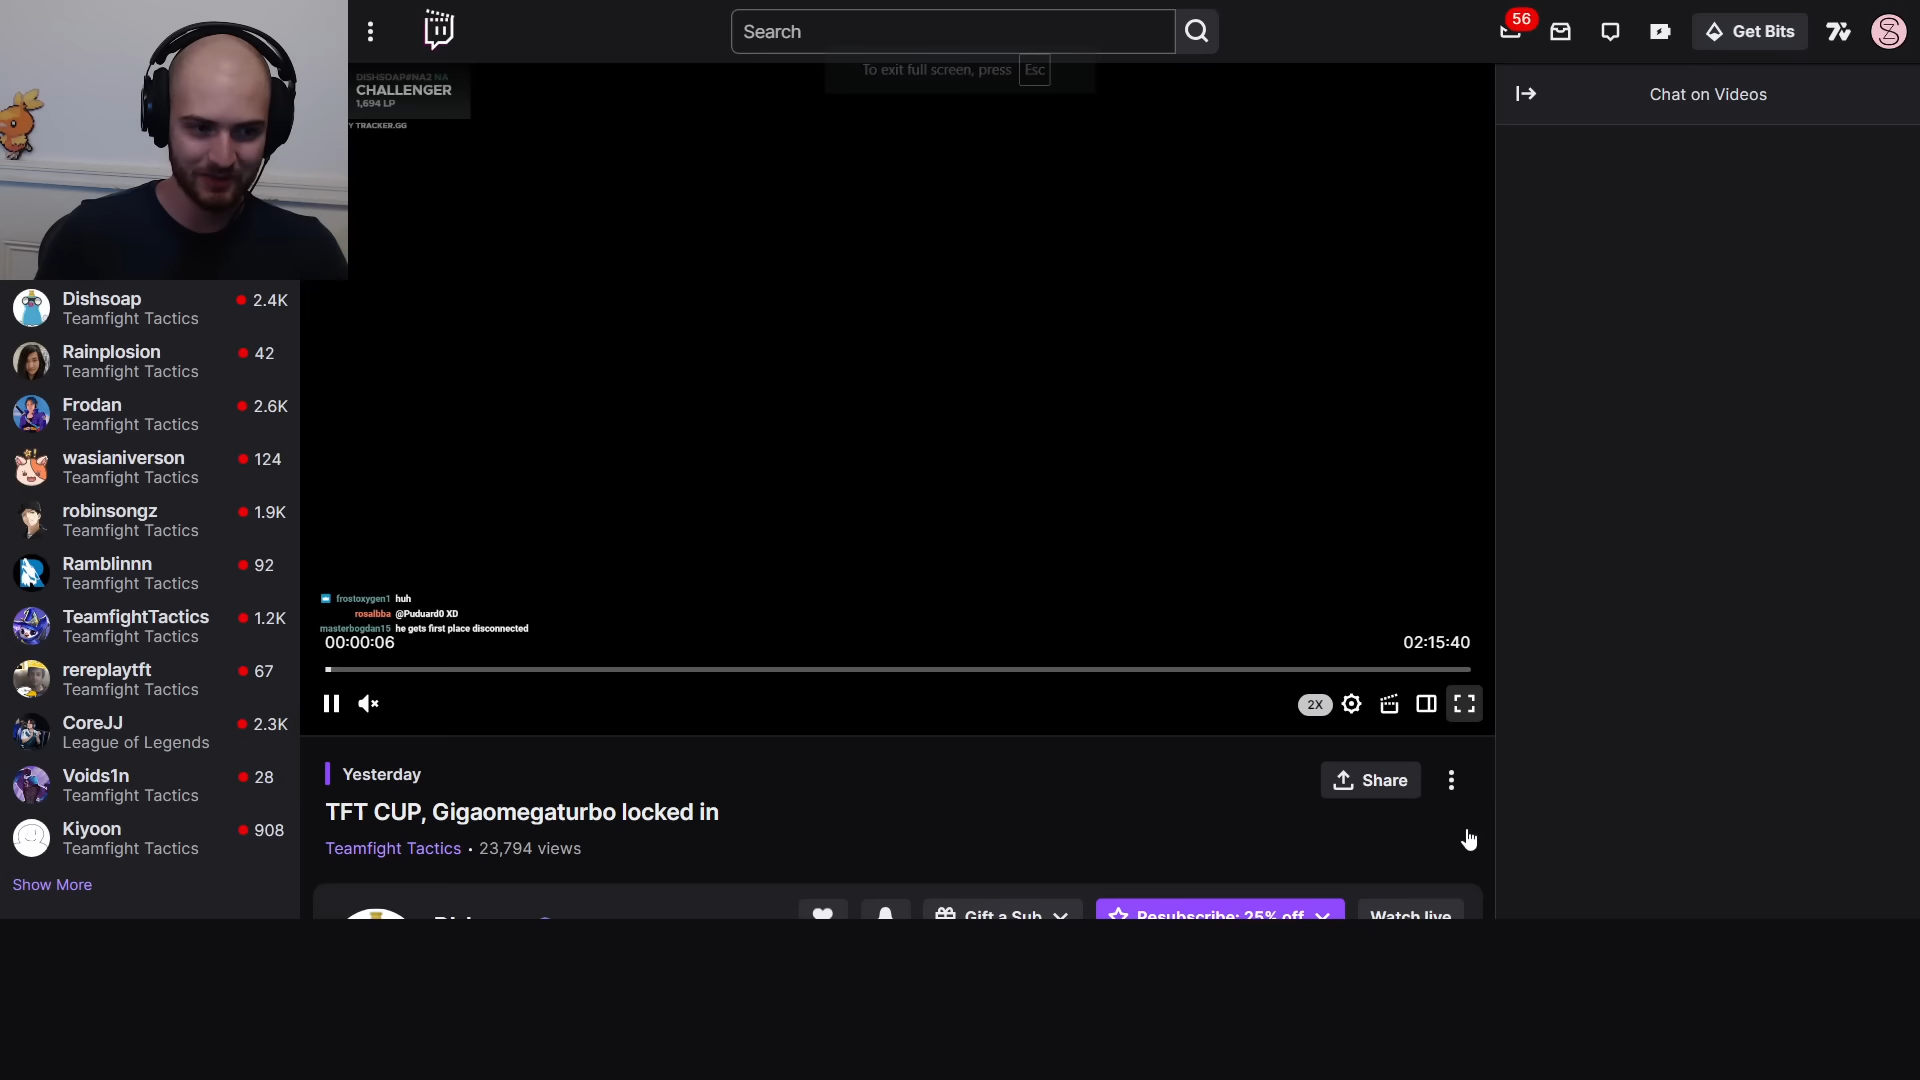 56
Search
Get Bits
To exit full screen, press Esc
DISHSOAP#NA2 NA
CHALLENGER
1,694 LP
Y TRACKER.GG
Chat on Videos
Dishsoap
2.4K
Teamfight Tactics
Rainplosion
42
Teamfight Tactics
Frodan
2.6K
Teamfight Tactics
wasianiverson
124
Teamfight Tactics
robinsongz
1.9K
Teamfight Tactics
Ramblinnn
92
Teamfight Tactics
TeamfightTactics
1.2K
Teamfight Tactics
rereplaytft
67
Teamfight Tactics
CoreJJ
2.3K
League of Legends
Voids1n
28
Teamfight Tactics
Kiyoon
908
Teamfight Tactics
Show More
frostoxygen1 huh
rosalbba @Puduard0 XD
masterbogdan15 he gets first place disconnected
00:00:06
02:15:40
2X
Yesterday
Share
TFT CUP, Gigaomegaturbo locked in
Teamfight Tactics • 23,794 views
Gift a Sub
Resubscribe: 25% off
Watch live